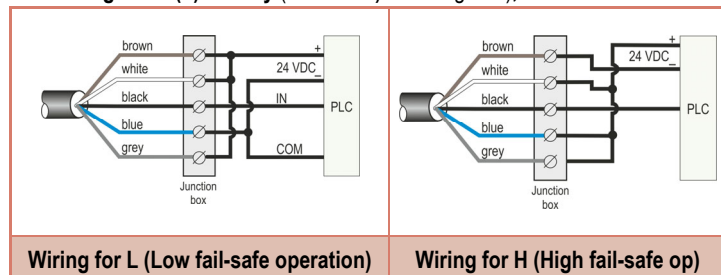 brown
white
black
blue
grey
+
24 VDC
–
IN
COM
PLC
Junction
box
brown
white
black
blue
grey
+
24 VDC
–
PLC
Junction
box
Wiring for L (Low fail-safe operation)
Wiring for H (High fail-safe op)